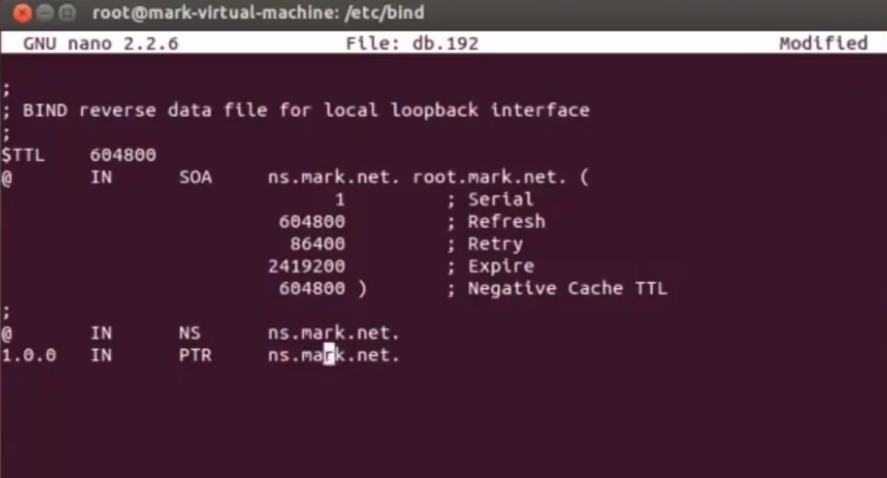 root@mark-virtual-machine: /etc/bind
GNU nano 2.2.6 File: db.192 Modified
;
; BIND reverse data file for local loopback interface
;
$TTL 604800
@ IN SOA ns.mark.net. root.mark.net. (
1 ; Serial
604800 ; Refresh
86400 ; Retry
2419200 ; Expire
604800 ) ; Negative Cache TTL
;
@ IN NS ns.mark.net.
1.0.0 IN PTR ns.mark.net.